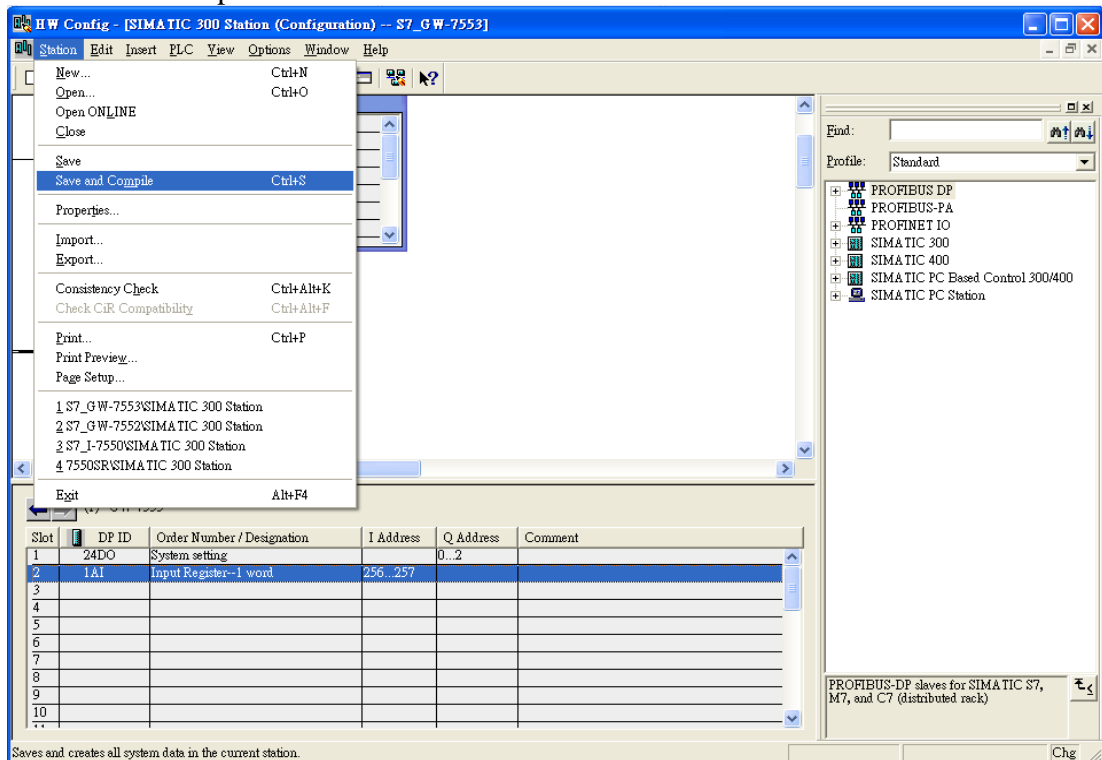 HW Config - [SIMATIC 300 Station (Configuration) -- S7_GW-7553]
Station Edit Insert PLC View Options Window Help
New... Ctrl+N
Open... Ctrl+O
Open ONLINE
Close
Save
Save and Compile Ctrl+S
Properties...
Import...
Export...
Consistency Check Ctrl+Alt+K
Check CiR Compatibility Ctrl+Alt+F
Print... Ctrl+P
Print Preview...
Page Setup...
1 S7_GW-7553\SIMATIC 300 Station
2 S7_GW-7552\SIMATIC 300 Station
3 S7_I-7550\SIMATIC 300 Station
4 7550SR\SIMATIC 300 Station
Exit Alt+F4
Find:
Profile: Standard
PROFIBUS DP
PROFIBUS-PA
PROFINET IO
SIMATIC 300
SIMATIC 400
SIMATIC PC Based Control 300/400
SIMATIC PC Station
Slot DP ID Order Number / Designation I Address Q Address Comment
1 24DO System setting 0...2
2 1AI Input Register--1 word 256...257
3
4
5
6
7
8
9
10
PROFIBUS-DP slaves for SIMATIC S7,
M7, and C7 (distributed rack)
Saves and creates all system data in the current station. Chg